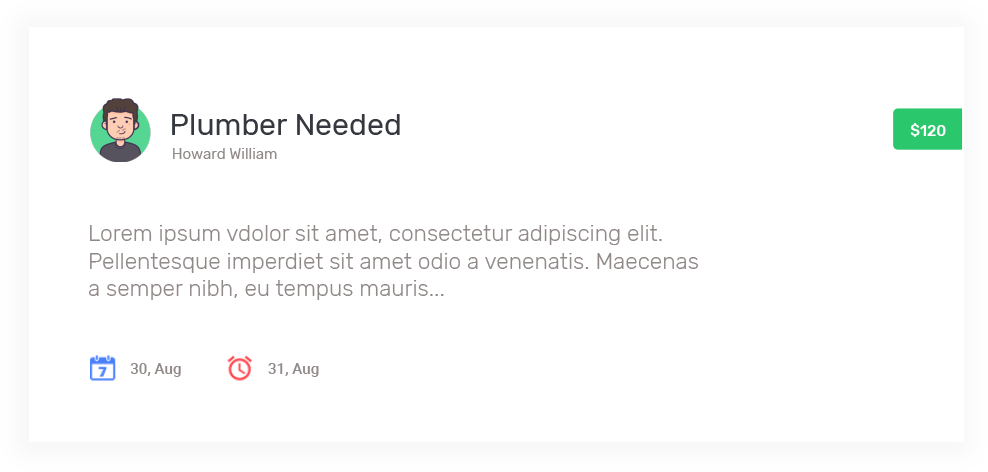 Plumber Needed
$120
Howard William
Lorem ipsum vdolor sit amet, consectetur adipiscing elit.
Pellentesque imperdiet sit amet odio a venenatis. Maecenas
a semper nibh, eu tempus mauris...
7
30, Aug
31, Aug